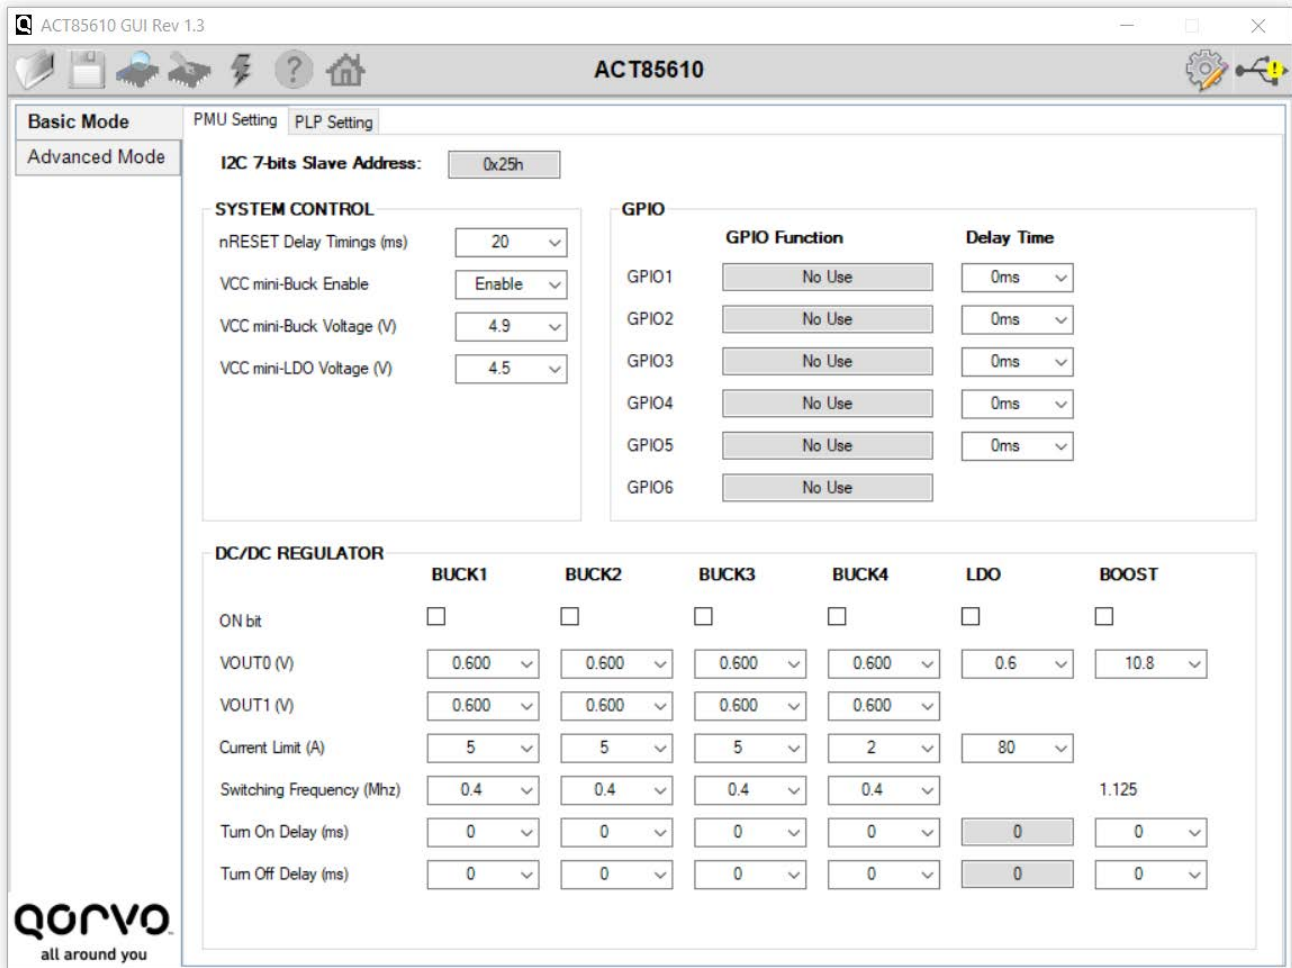 ACT85610 GUI Rev 1.3
ACT85610
Basic Mode
Advanced Mode
PMU Setting PLP Setting
I2C 7-bits Slave Address: 0x25h
SYSTEM CONTROL
nRESET Delay Timings (ms) 20
VCC mini-Buck Enable Enable
VCC mini-Buck Voltage (V) 4.9
VCC mini-LDO Voltage (V) 4.5
GPIO
GPIO Function Delay Time
GPIO1 No Use 0ms
GPIO2 No Use 0ms
GPIO3 No Use 0ms
GPIO4 No Use 0ms
GPIO5 No Use 0ms
GPIO6 No Use
DC/DC REGULATOR
BUCK1 BUCK2 BUCK3 BUCK4 LDO BOOST
ON bit
VOUT0 (V) 0.600 0.600 0.600 0.600 0.6 10.8
VOUT1 (V) 0.600 0.600 0.600 0.600
Current Limit (A) 5 5 5 2 80
Switching Frequency (Mhz) 0.4 0.4 0.4 0.4 1.125
Turn On Delay (ms) 0 0 0 0 0 0
Turn Off Delay (ms) 0 0 0 0 0 0
QORVO
all around you